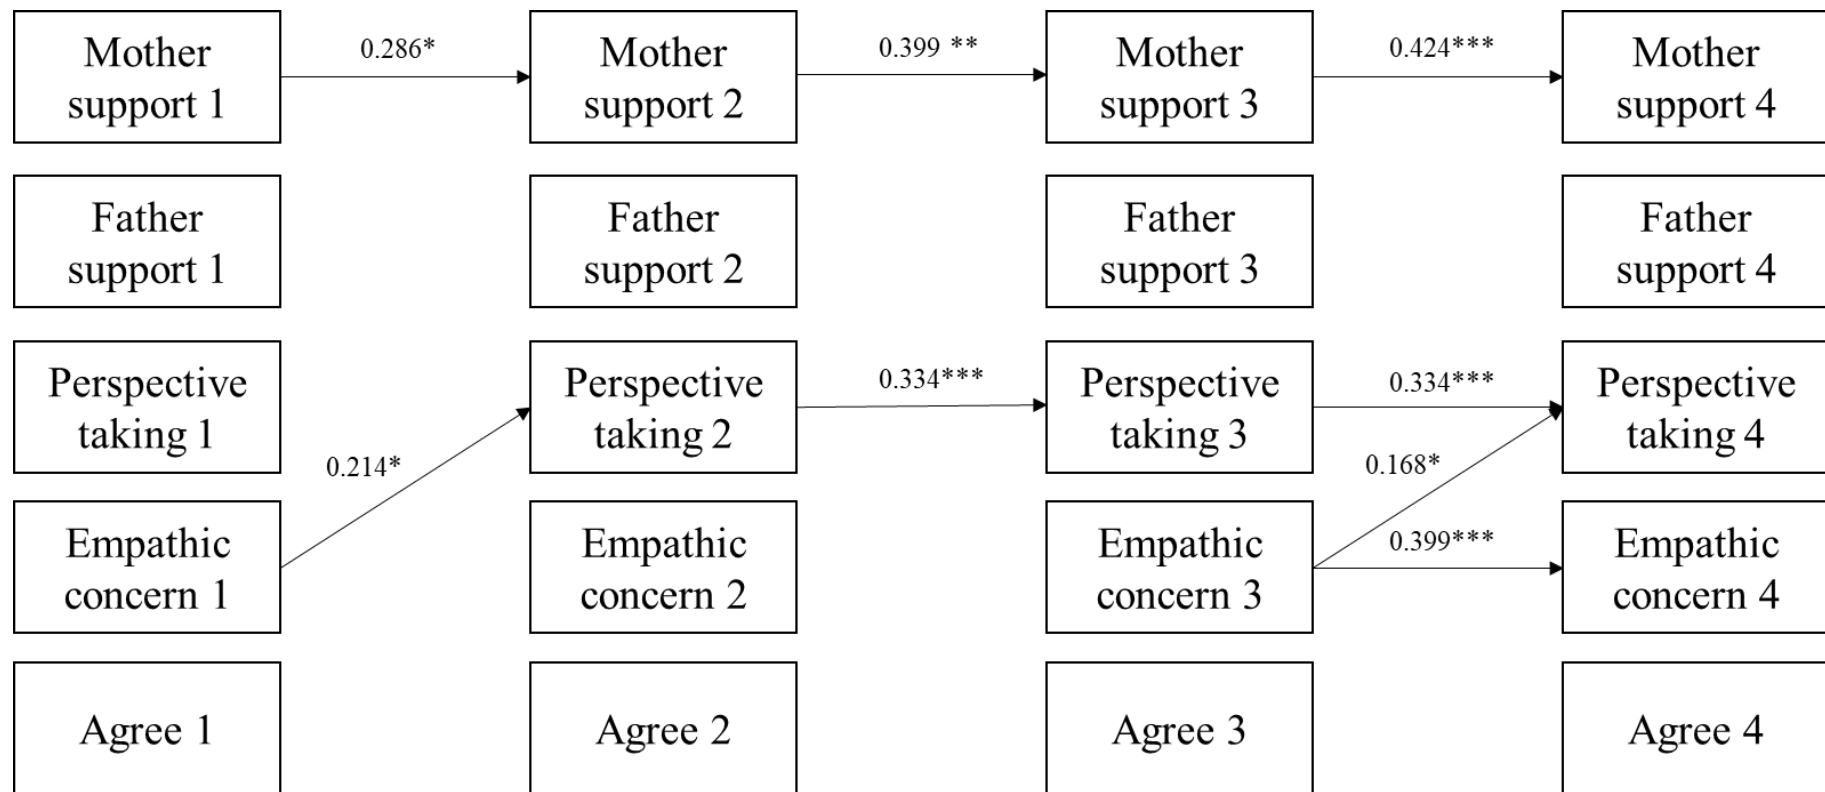 Mother
support 1
0.286*
Mother
support 2
0.399 **
Mother
support 3
0.424***
Mother
support 4
Father
support 1
Father
support 2
Father
support 3
Father
support 4
Perspective
taking 1
Perspective
taking 2
0.334***
Perspective
taking 3
0.334***
Perspective
taking 4
0.214*
0.168*
Empathic
concern 1
Empathic
concern 2
Empathic
concern 3
0.399***
Empathic
concern 4
Agree 1
Agree 2
Agree 3
Agree 4